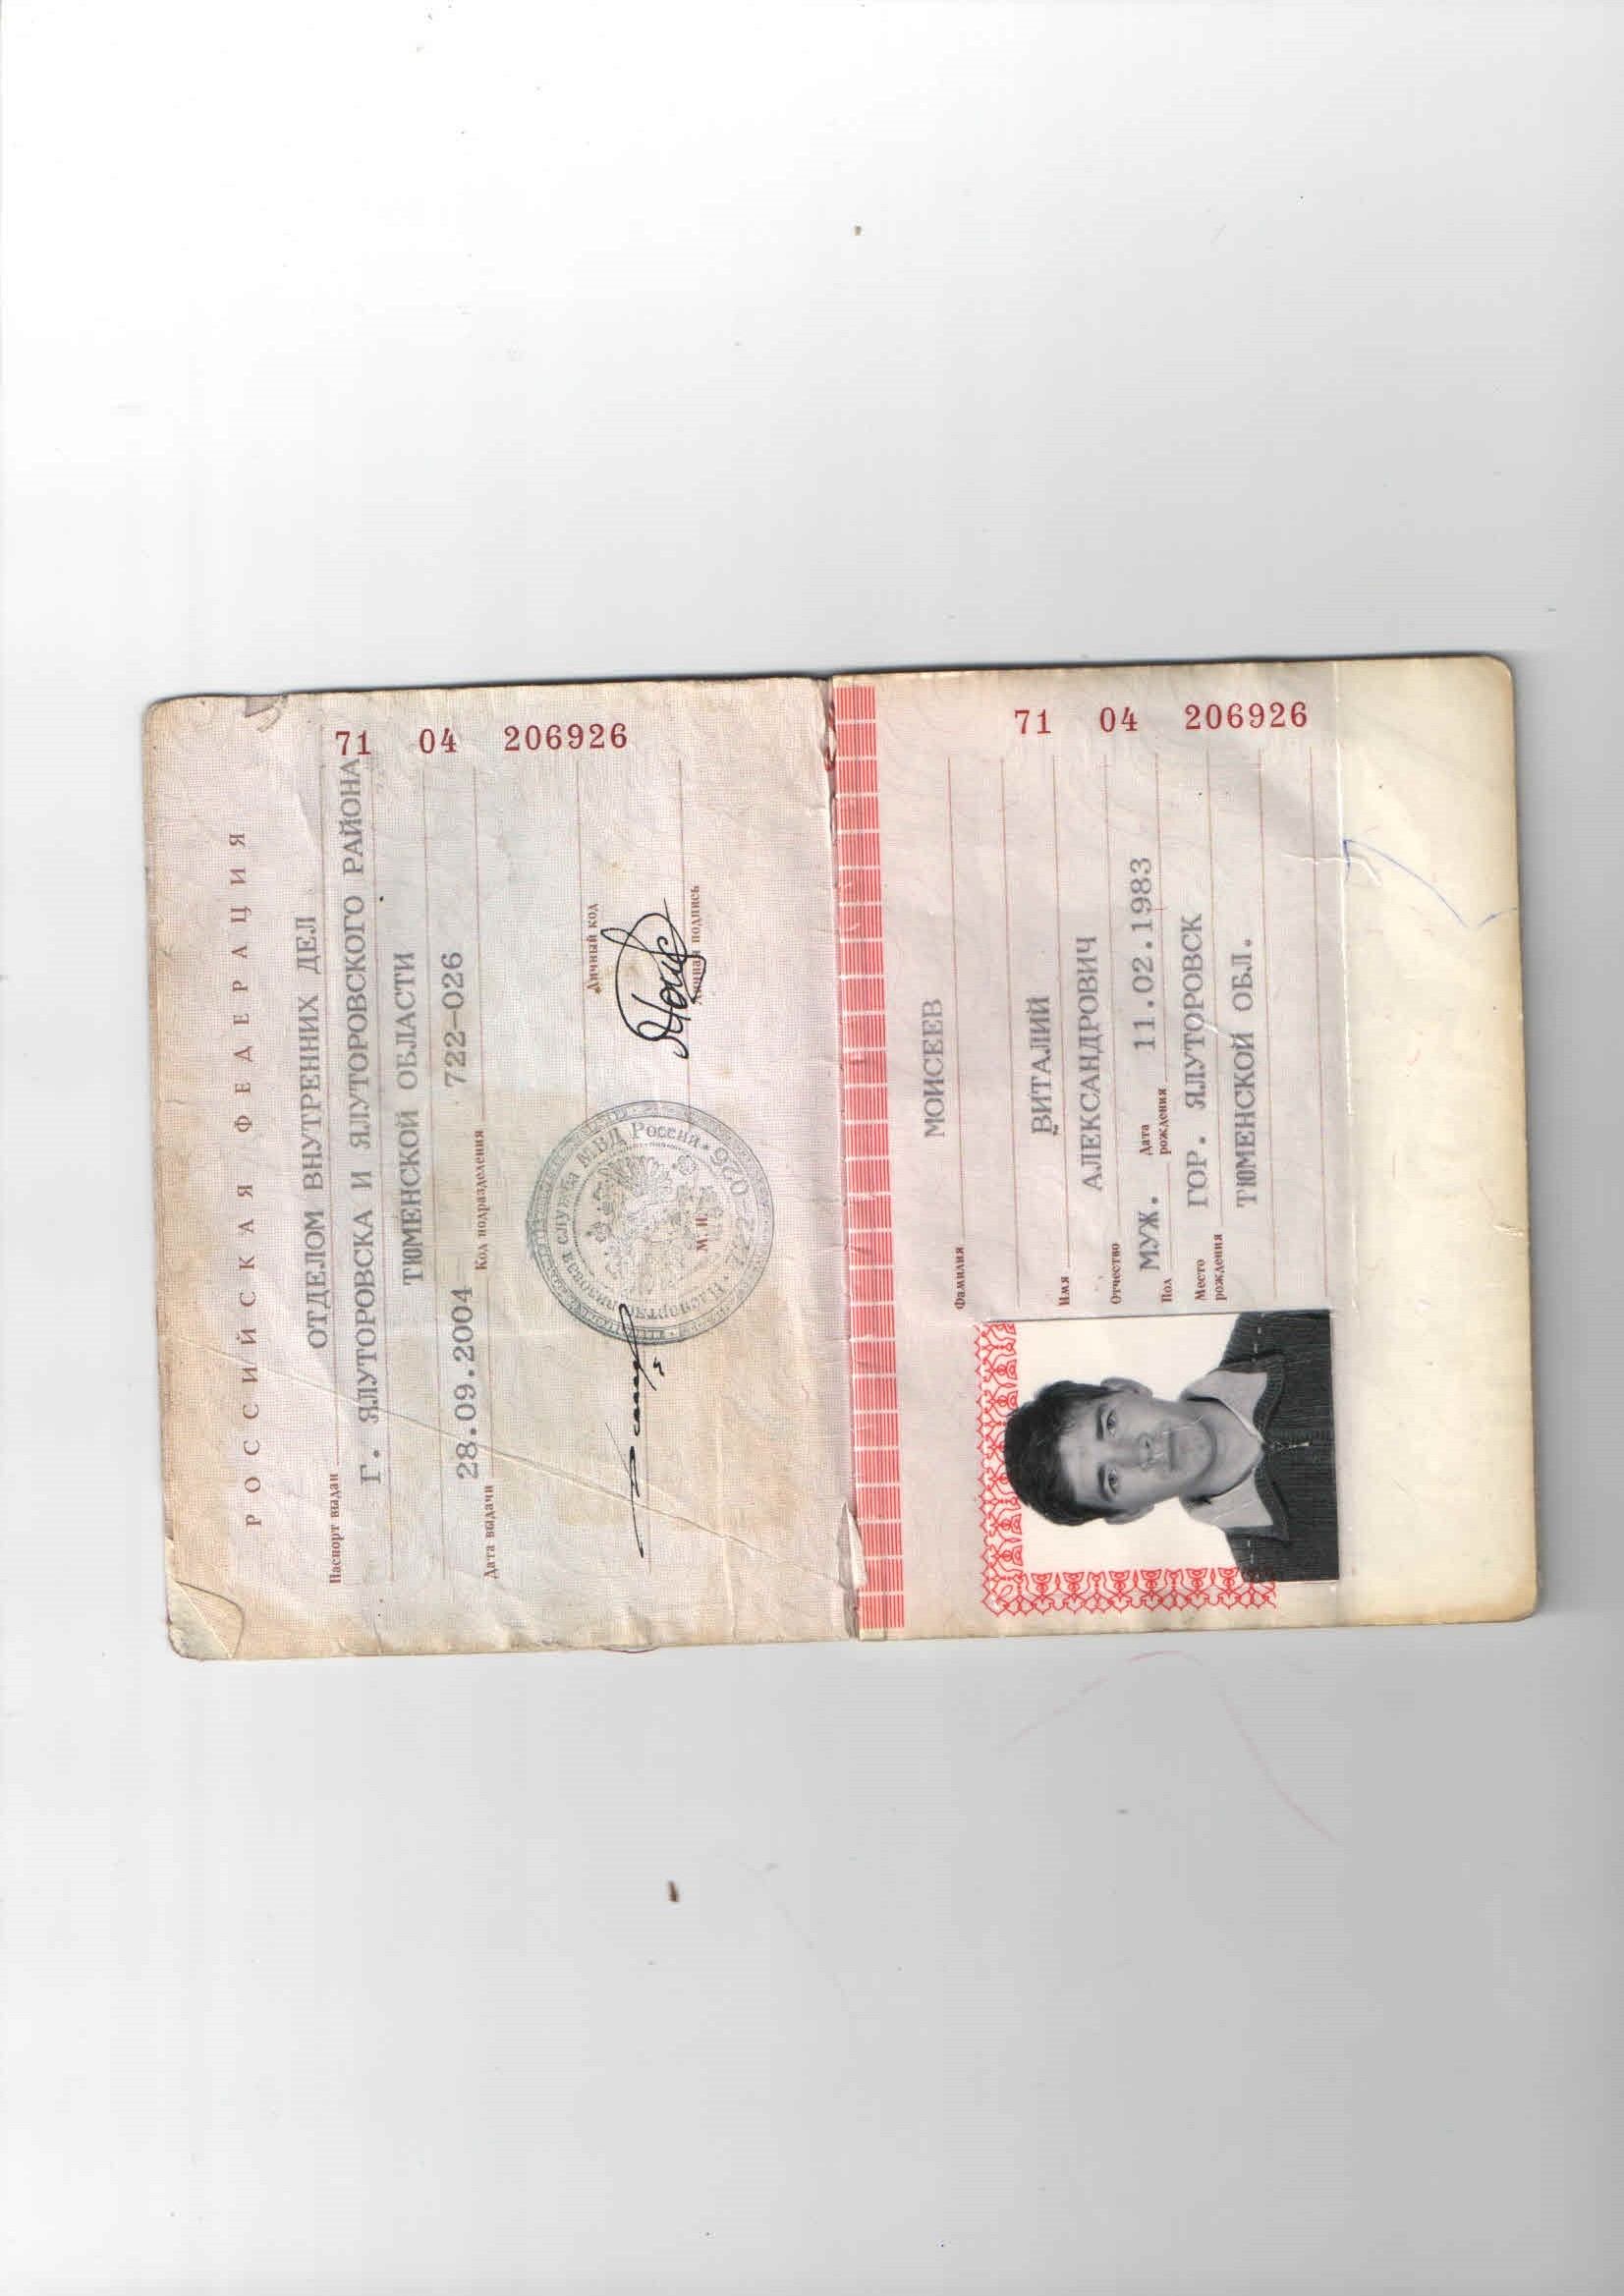 РОССИЙСКАЯ ФЕДЕРАЦИЯ
Паспорт выдан
ОТДЕЛОМ ВНУТРЕННИХ ДЕЛ
Г. ЯЛУТОРОВСКА И ЯЛУТОРОВСКОГО РАЙОНА
ТЮМЕНСКОЙ ОБЛАСТИ
Дата выдачи 28.09.2004 Код подразделения 722-026
71 04 206926
Личный код
Личная подпись
Паспортно-визовая служба МВД России • 722-026
М.П.
71 04 206926
Фамилия МОИСЕЕВ
Имя ВИТАЛИЙ
Отчество АЛЕКСАНДРОВИЧ
Пол МУЖ. Дата рождения 11.02.1983
Место рождения ГОР. ЯЛУТОРОВСК
ТЮМЕНСКОЙ ОБЛ.